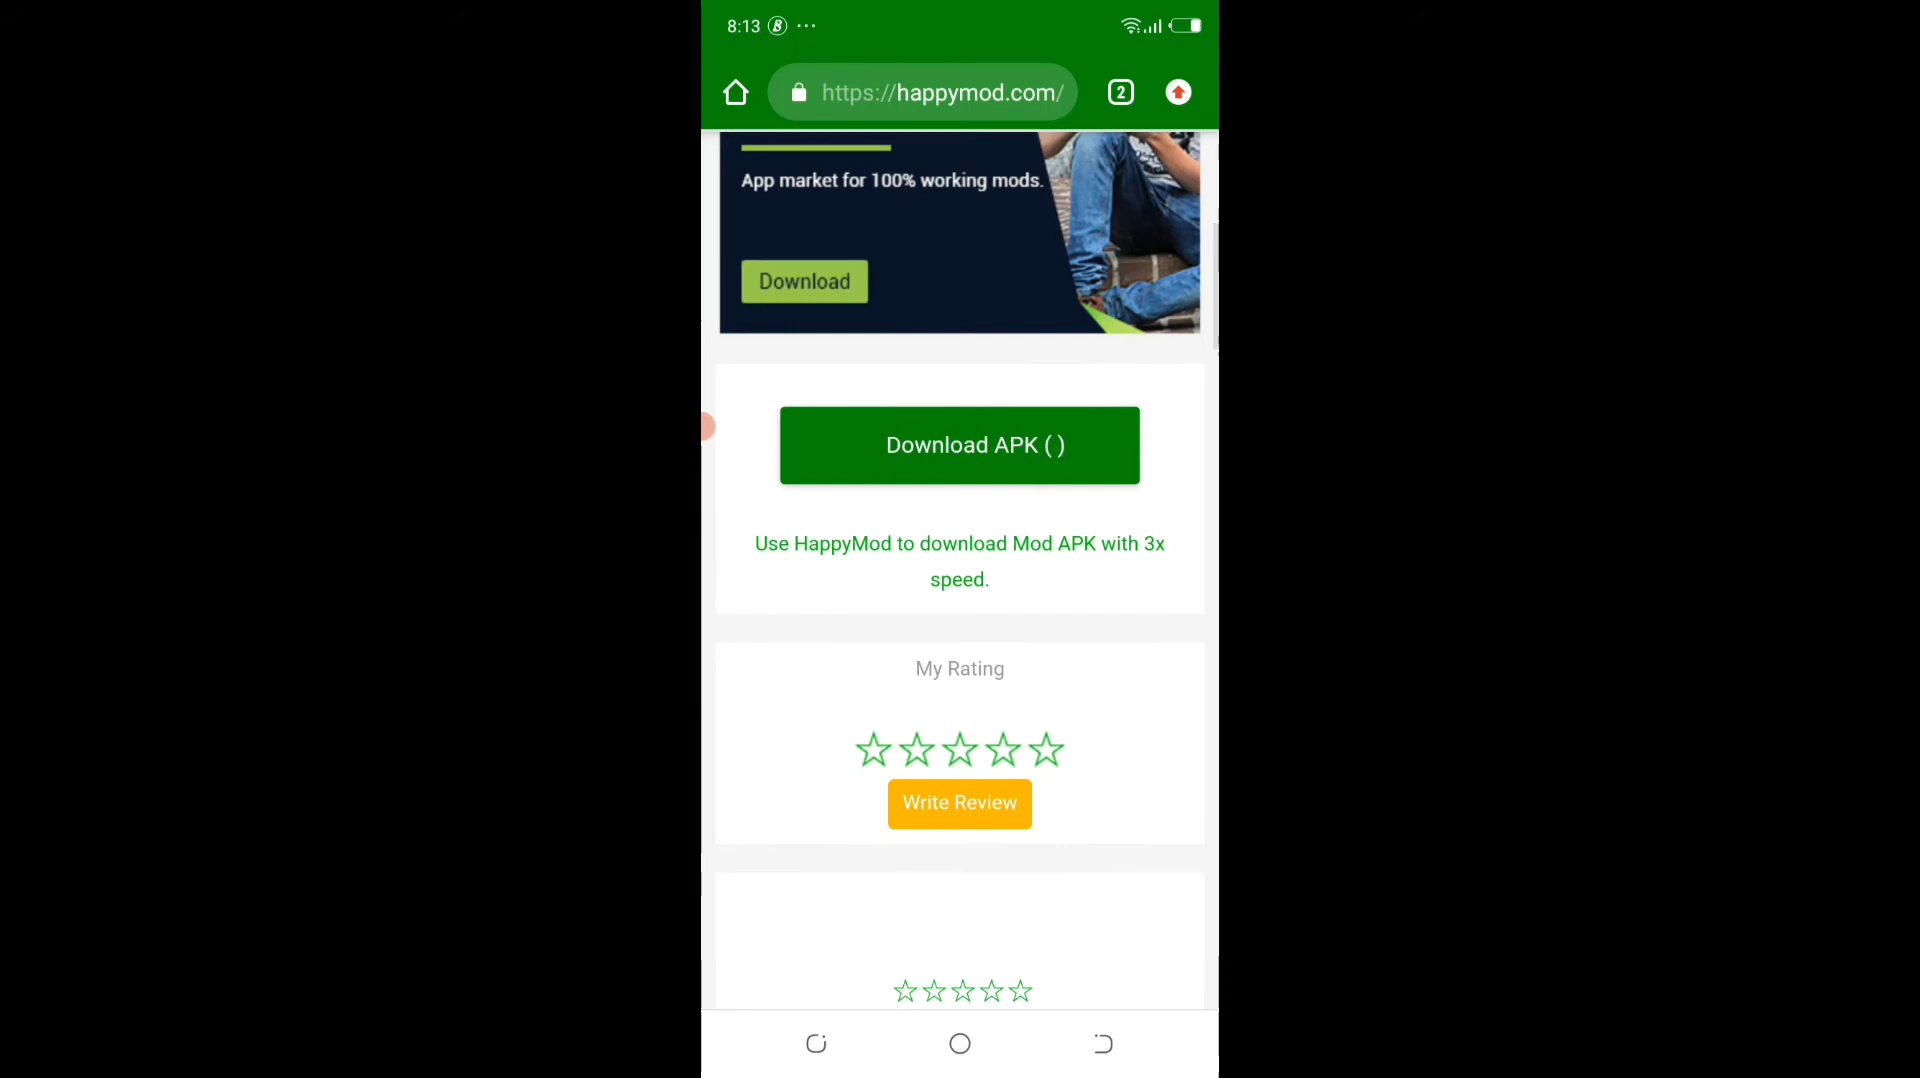 8:13
https://happymod.com/
2
App market for 100% working mods.
Download
Download APK ( )
Use HappyMod to download Mod APK with 3x
speed.
My Rating
Write Review